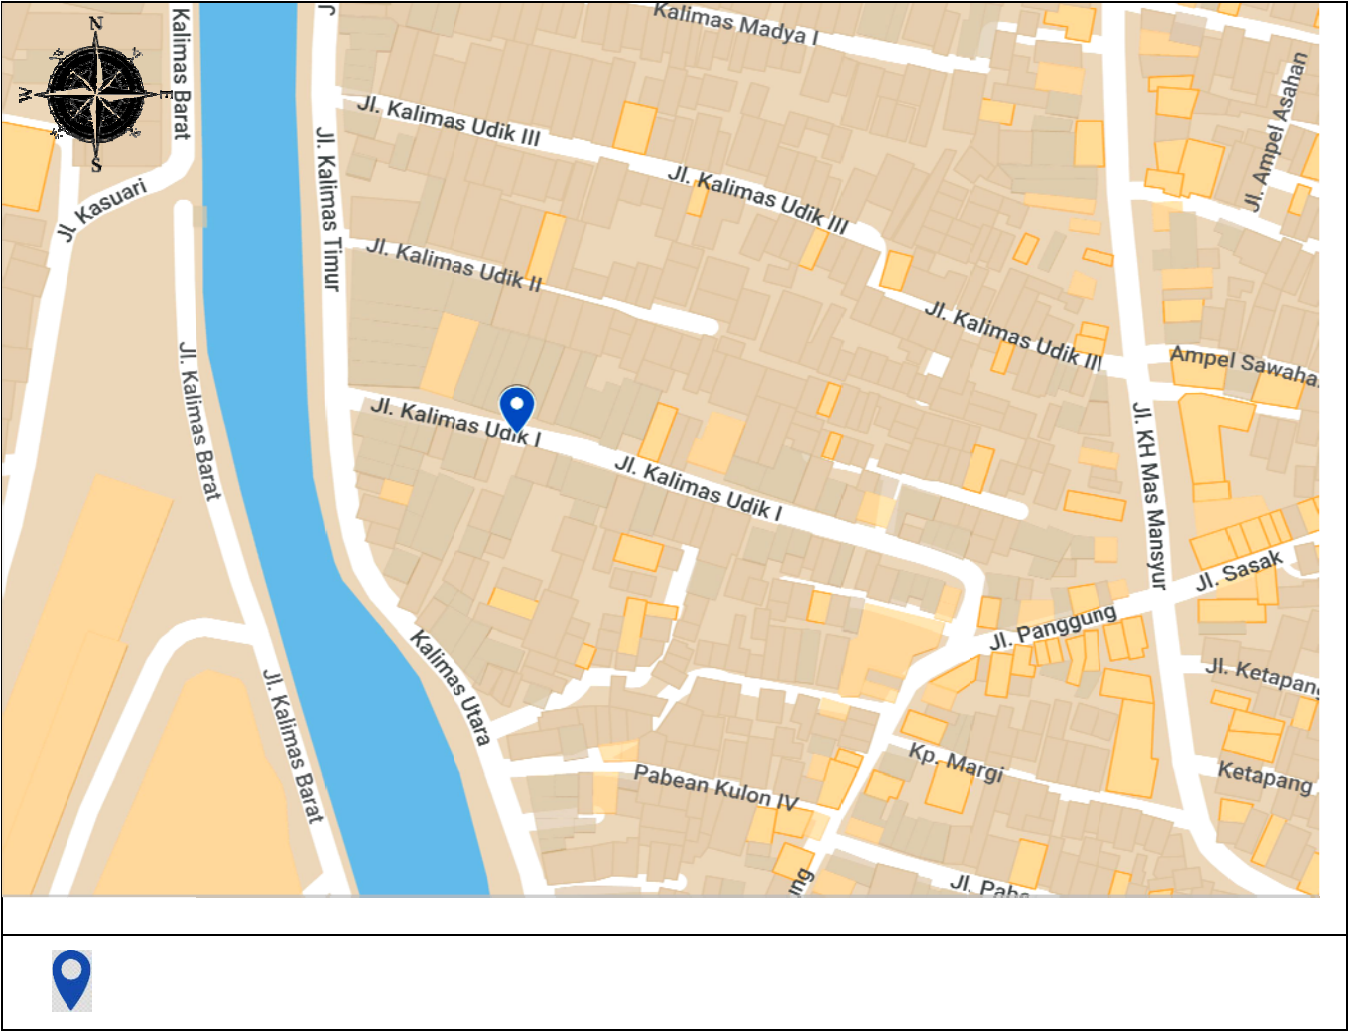 N
W
E
S
Kalimas Barat
J
Kalimas Madya I
Jl. Kalimas Udik III
Jl. Kalimas Timur
Jl. Ampel Asahan
Jl. Kasuari
Jl. Kalimas Udik III
Jl. Kalimas Udik II
Jl. Kalimas Udik III
Jl. Kalimas Barat
Ampel Sawaha
Jl. Kalimas Udik I
Jl. KH Mas Mansyur
Jl. Kalimas Udik I
Jl. Sasak
Jl. Panggung
Kalimas Utara
Jl. Ketapang
Jl. Kalimas Barat
Kp. Margi
Pabean Kulon IV
Ketapang
ung
Jl. Pabe